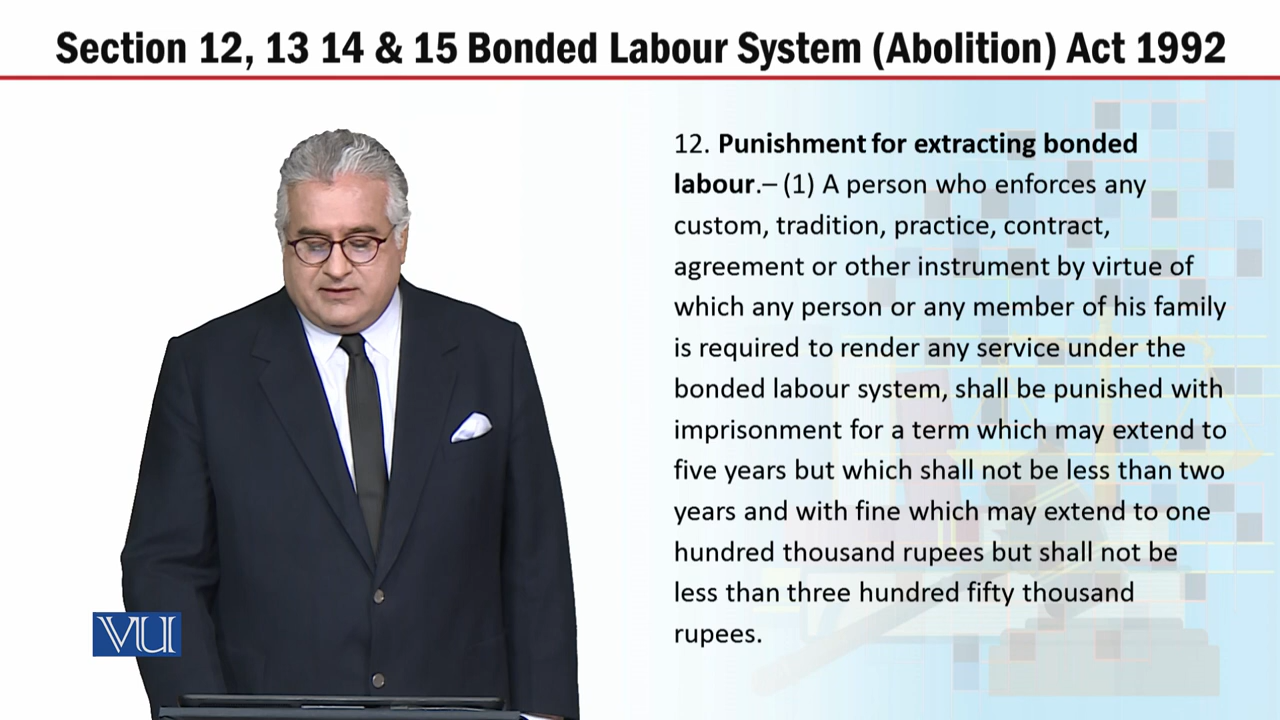 Section 12, 13 14 & 15 Bonded Labour System (Abolition) Act 1992
12. Punishment for extracting bonded
labour.– (1) A person who enforces any
custom, tradition, practice, contract,
agreement or other instrument by virtue of
which any person or any member of his family
is required to render any service under the
bonded labour system, shall be punished with
imprisonment for a term which may extend to
five years but which shall not be less than two
years and with fine which may extend to one
hundred thousand rupees but shall not be
less than three hundred fifty thousand
rupees.
VU